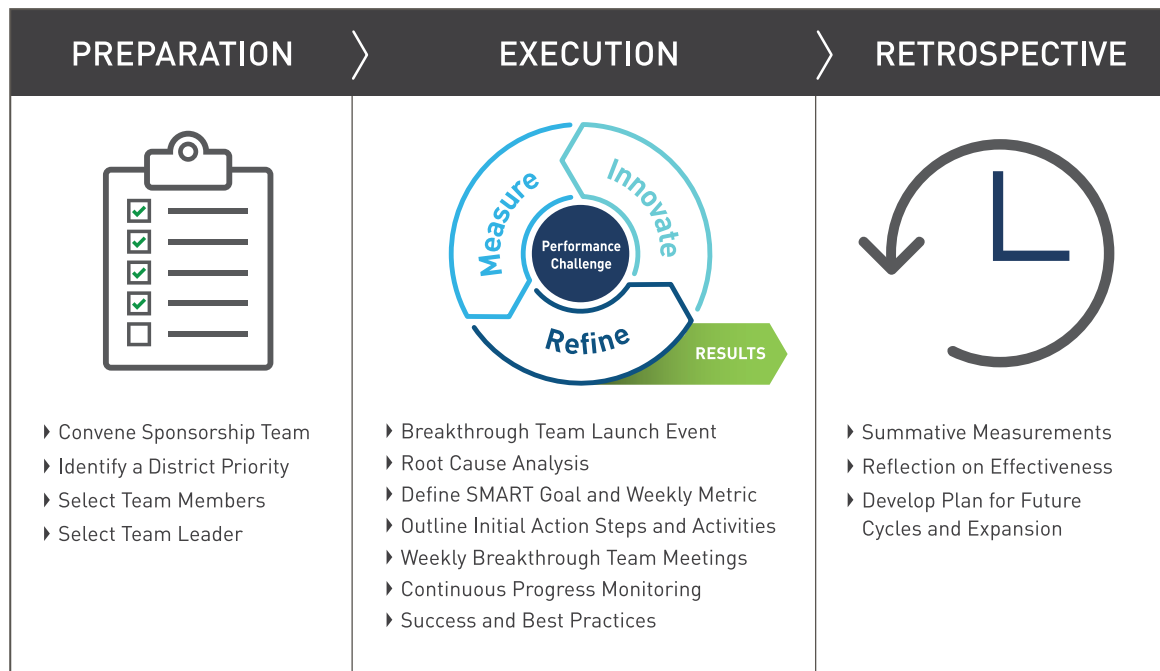 PREPARATION
EXECUTION
RETROSPECTIVE
Measure
Innovate
Performance
Challenge
Refine
RESULTS
Convene Sponsorship Team
Identify a District Priority
Select Team Members
Select Team Leader
Breakthrough Team Launch Event
Root Cause Analysis
Define SMART Goal and Weekly Metric
Outline Initial Action Steps and Activities
Weekly Breakthrough Team Meetings
Continuous Progress Monitoring
Success and Best Practices
Summative Measurements
Reflection on Effectiveness
Develop Plan for Future
Cycles and Expansion